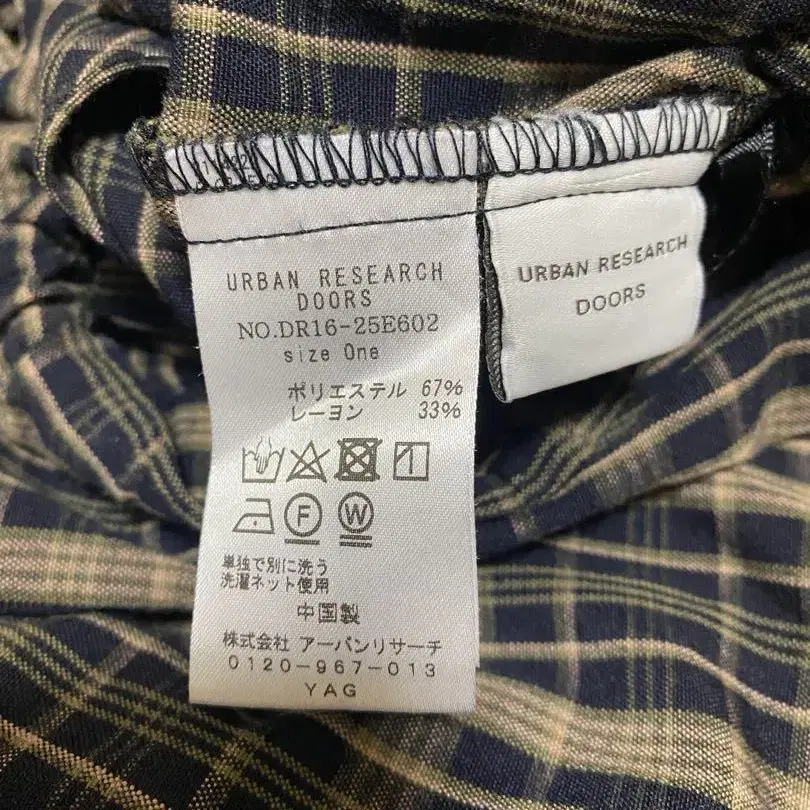 URBAN RESEARCH
DOORS
NO.DR16-25E602
size One
ポリエステル 67%
レーヨン 33%
F W
単独で別に洗う
洗濯ネット使用
中国製
株式会社 アーバンリサーチ
0120-967-013
YAG
URBAN RESEARCH
DOORS